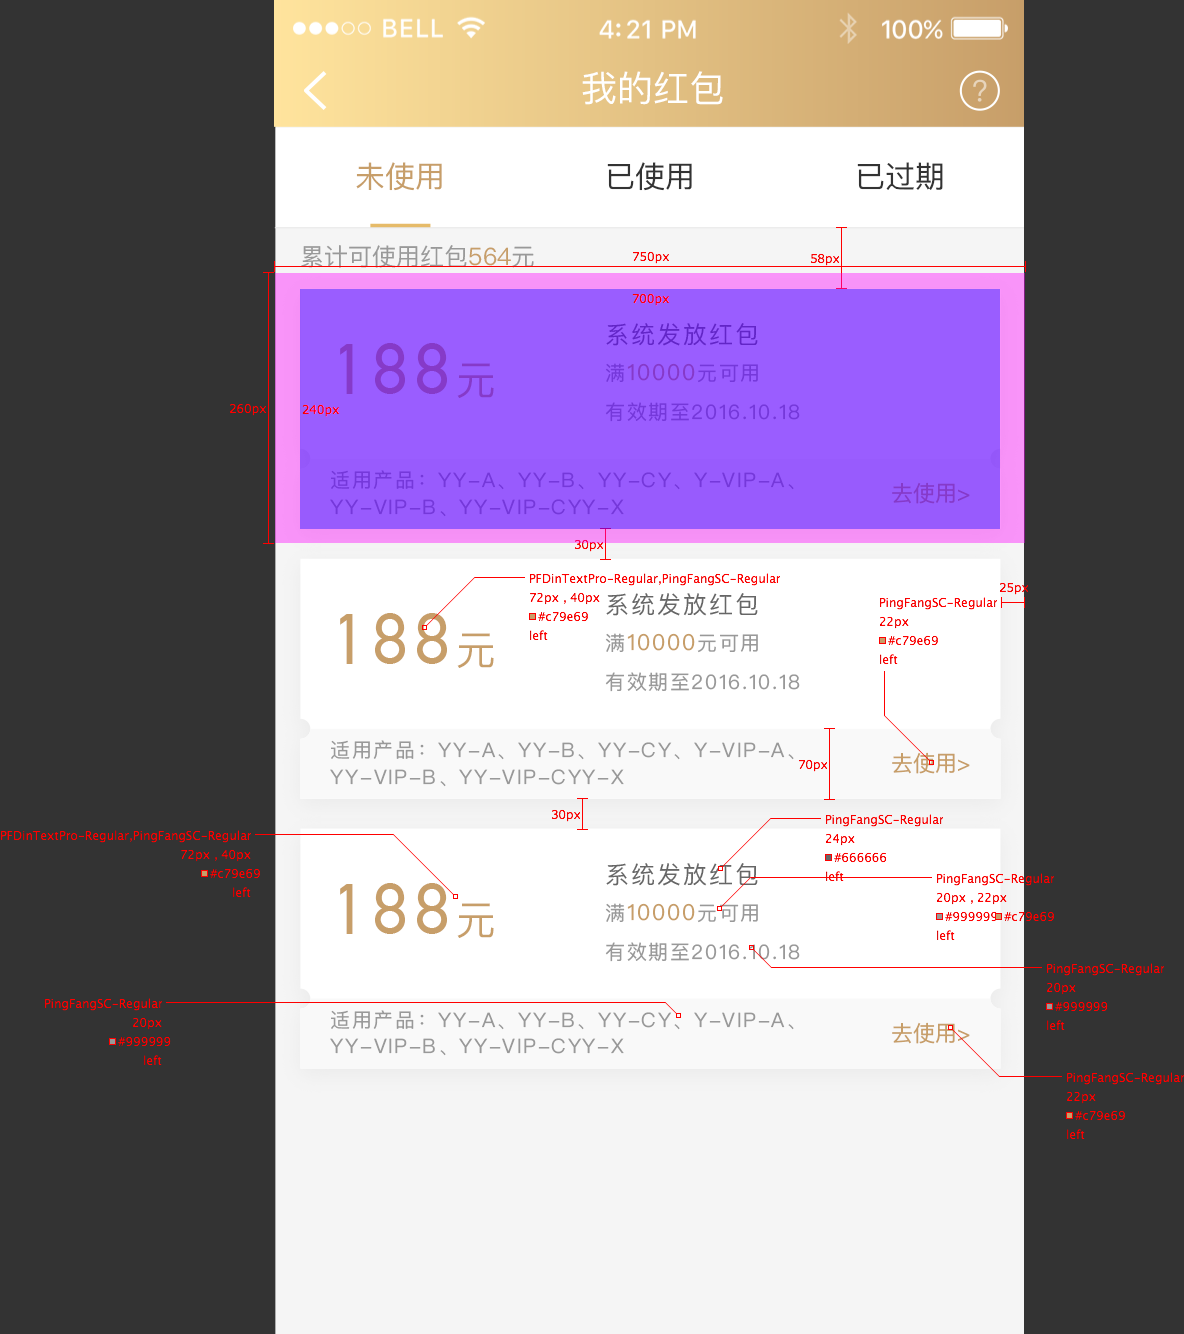 BELL 4:21 PM 100%
我的红包 ?
未使用 已使用 已过期
累计可使用红包564元
750px
58px
700px
系统发放红包
188元
满10000元可用
260px
240px
有效期至2016.10.18
适用产品：YY-A、YY-B、YY-CY、Y-VIP-A、
YY-VIP-B、YY-VIP-CYY-X
去使用>
30px
PFDinTextPro-Regular,PingFangSC-Regular
72px , 40px
#c79e69
left
25px
PingFangSC-Regular
22px
#c79e69
left
系统发放红包
188元
满10000元可用
有效期至2016.10.18
适用产品：YY-A、YY-B、YY-CY、Y-VIP-A、
YY-VIP-B、YY-VIP-CYY-X
70px
去使用>
30px
PFDinTextPro-Regular,PingFangSC-Regular
72px , 40px
#c79e69
left
PingFangSC-Regular
24px
#666666
left
系统发放红包
188元
满10000元可用
PingFangSC-Regular
20px , 22px
#999999 #c79e69
left
有效期至2016.10.18
PingFangSC-Regular
20px
#999999
left
PingFangSC-Regular
20px
#999999
left
适用产品：YY-A、YY-B、YY-CY、Y-VIP-A、
YY-VIP-B、YY-VIP-CYY-X
去使用>
PingFangSC-Regular
22px
#c79e69
left